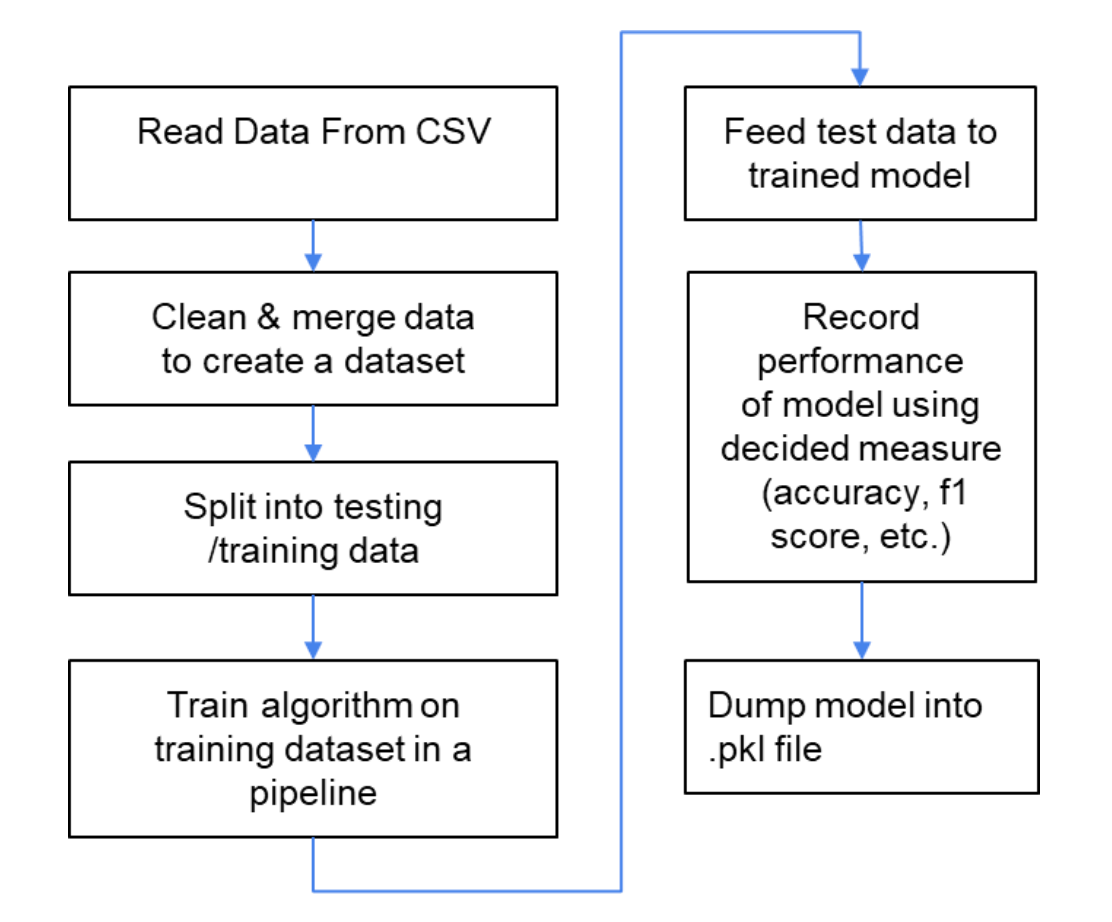 Read Data From CSV
Clean & merge data
to create a dataset
Split into testing
/training data
Train algorithm on
training dataset in a
pipeline
Feed test data to
trained model
Record
performance
of model using
decided measure
(accuracy, f1
score, etc.)
Dump model into
.pkl file